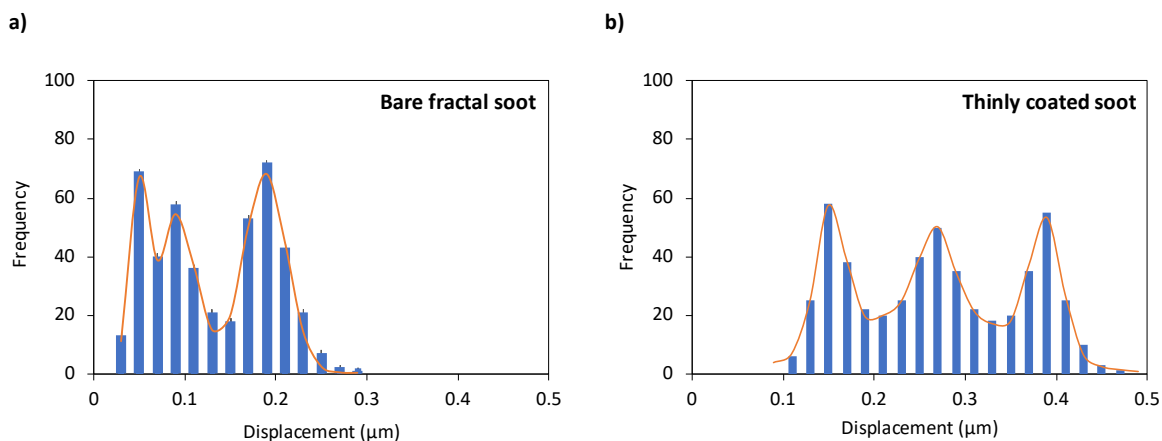 a)
Bare fractal soot
Frequency
100
80
60
40
20
0
0 0.1 0.2 0.3 0.4 0.5
Displacement (µm)
b)
Thinly coated soot
Frequency
100
80
60
40
20
0
0 0.1 0.2 0.3 0.4 0.5
Displacement (µm)